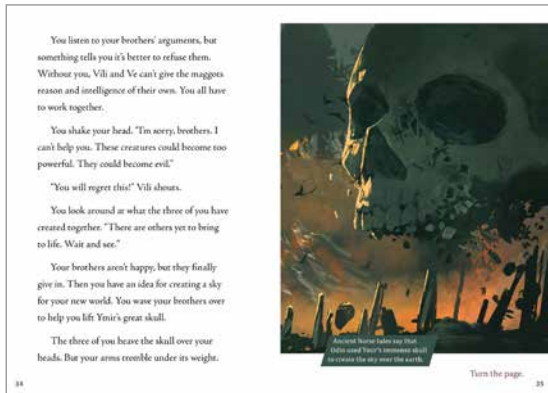 You listen to your brothers' arguments, but
something tells you it's better to refuse them.
Without you, Vili and Ve can't give the maggots
reason and intelligence of their own. You all have
to work together.
You shake your head. "I'm sorry, brothers. I
can't help you. These creatures could become too
powerful. They could become evil."
"You will regret this!" Vili shouts.
You look around at what the three of you have
created together. "There are others yet to bring
to life. Wait and see."
Your brothers aren't happy, but they finally
give in. Then you have an idea for creating a sky
for your new world. You wave your brothers over
to help you lift Ymir's great skull.
The three of you heave the skull over your
heads. But your arms tremble under its weight.
34
Ancient Norse tales say that
Odin used Ymir's immense skull
to create the sky over the earth.
Turn the page.
35